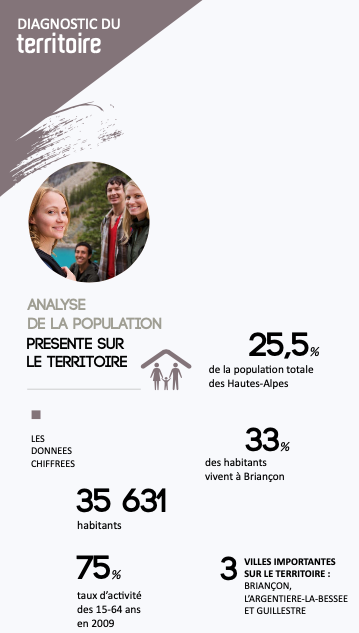 DIAGNOSTIC DU
territoire
ANALYSE
DE LA POPULATION
PRESENTE SUR
LE TERRITOIRE
25,5%
de la population totale
des Hautes-Alpes
LES
DONNEES
CHIFFREES
33%
des habitants
vivent à Briançon
35 631
habitants
75%
taux d'activité
des 15-64 ans
en 2009
3 VILLES IMPORTANTES
SUR LE TERRITOIRE :
BRIANÇON,
L'ARGENTIERE-LA-BESSEE
ET GUILLESTRE